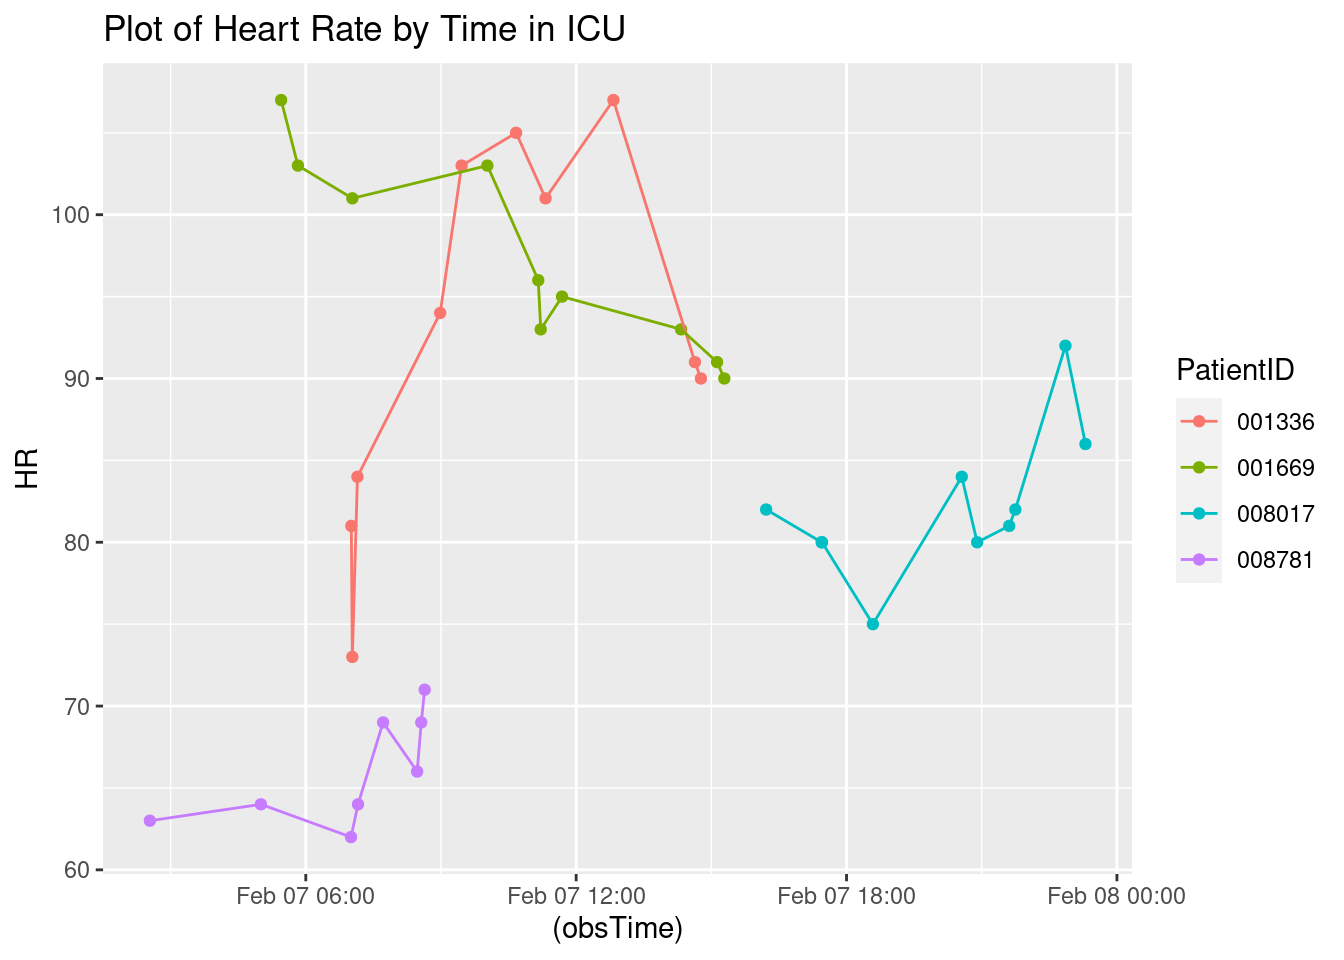 Plot of Heart Rate by Time in ICU
HR
100
90
80
70
60
Feb 07 06:00
Feb 07 12:00
Feb 07 18:00
Feb 08 00:00
(obsTime)
PatientID
001336
001669
008017
008781